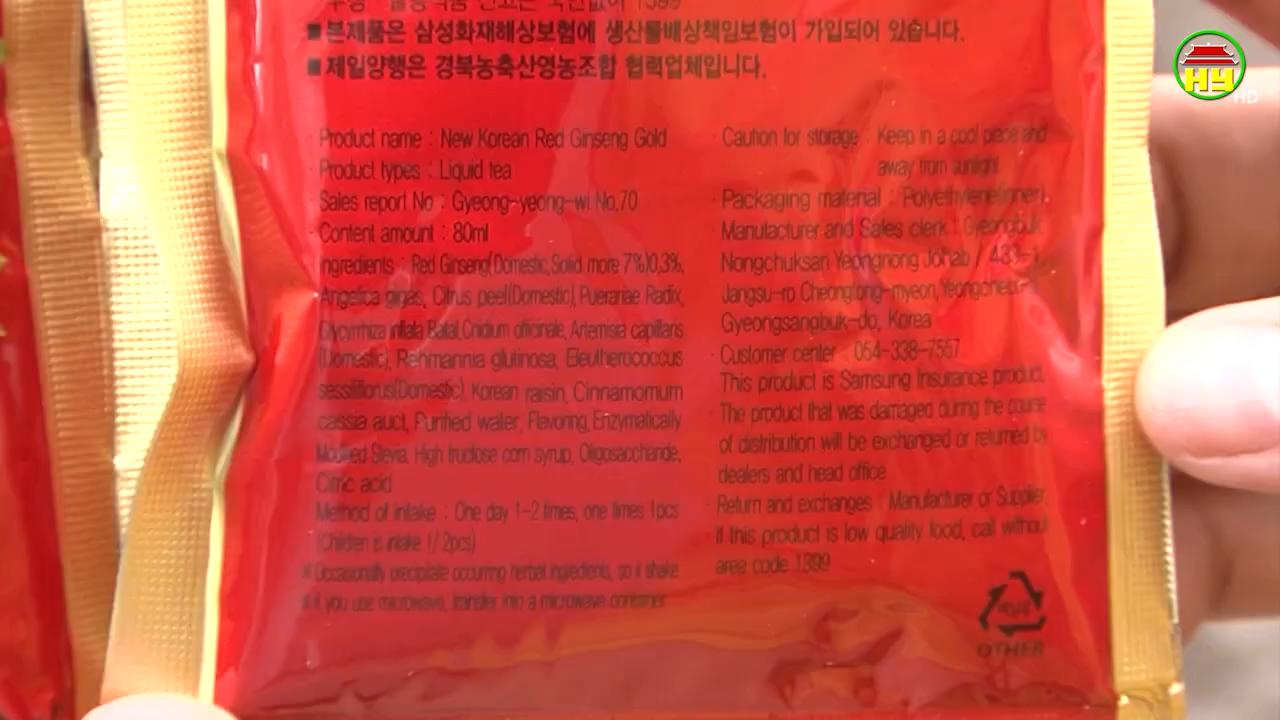 ■본제품은 삼성화재해상보험에 생산물배상책임보험이 가입되어 있습니다.
■제일양행은 경북농축산영농조합 협력업체입니다.
· Product name : New Korean Red Ginseng Gold
· Product types : Liquid tea
· Sales report No : Gyeong-yeong-wi No.70
· Content amount : 80ml
· Ingredients : Red Ginseng(Domestic, Solid more 7%)0,3%,
Angelica gigas, Citrus peel(Domestic), Puerariae Radix,
Glycyrrhiza inflata Batal, Cnidium officinale, Artemisia capillaris
(Domestic), Rehmannia glutinosa, Eleutherococcus
sessiliflorus(Domestic), Korean raisin, Cinnamomum
cassia auct, Purified water, Flavoring, Enzymatically
Modified Stevia, High fructose corn syrup, Oligosaccharide,
Citric acid
· Method of intake : One day 1-2 times, one times 1pcs
(Children is intake 1/2pcs)
※ Occasionally precipitate occurring herbal ingredients, so it shake
※ If you use microwave, transfer into a microwave container
· Caution for storage : Keep in a cool place and
away from sunlight
· Packaging material : Polyethylene(inner)
· Manufacturer and Sales clerk : Gyeongbuk
Nongchuksan Yeongnong Johab /
Jangsu-ro Cheongtong-myeon, Yeongcheon-si
Gyeongsangbuk-do, Korea
· Customer center : 054-338-7557
· This product is Samsung Insurance product.
· The product that was damaged during the course
of distribution will be exchanged or returned by
dealers and head office
· Return and exchanges : Manufacturer or Supplier,
If this product is low quality food, call without
area code 1399
OTHER
HY
HD